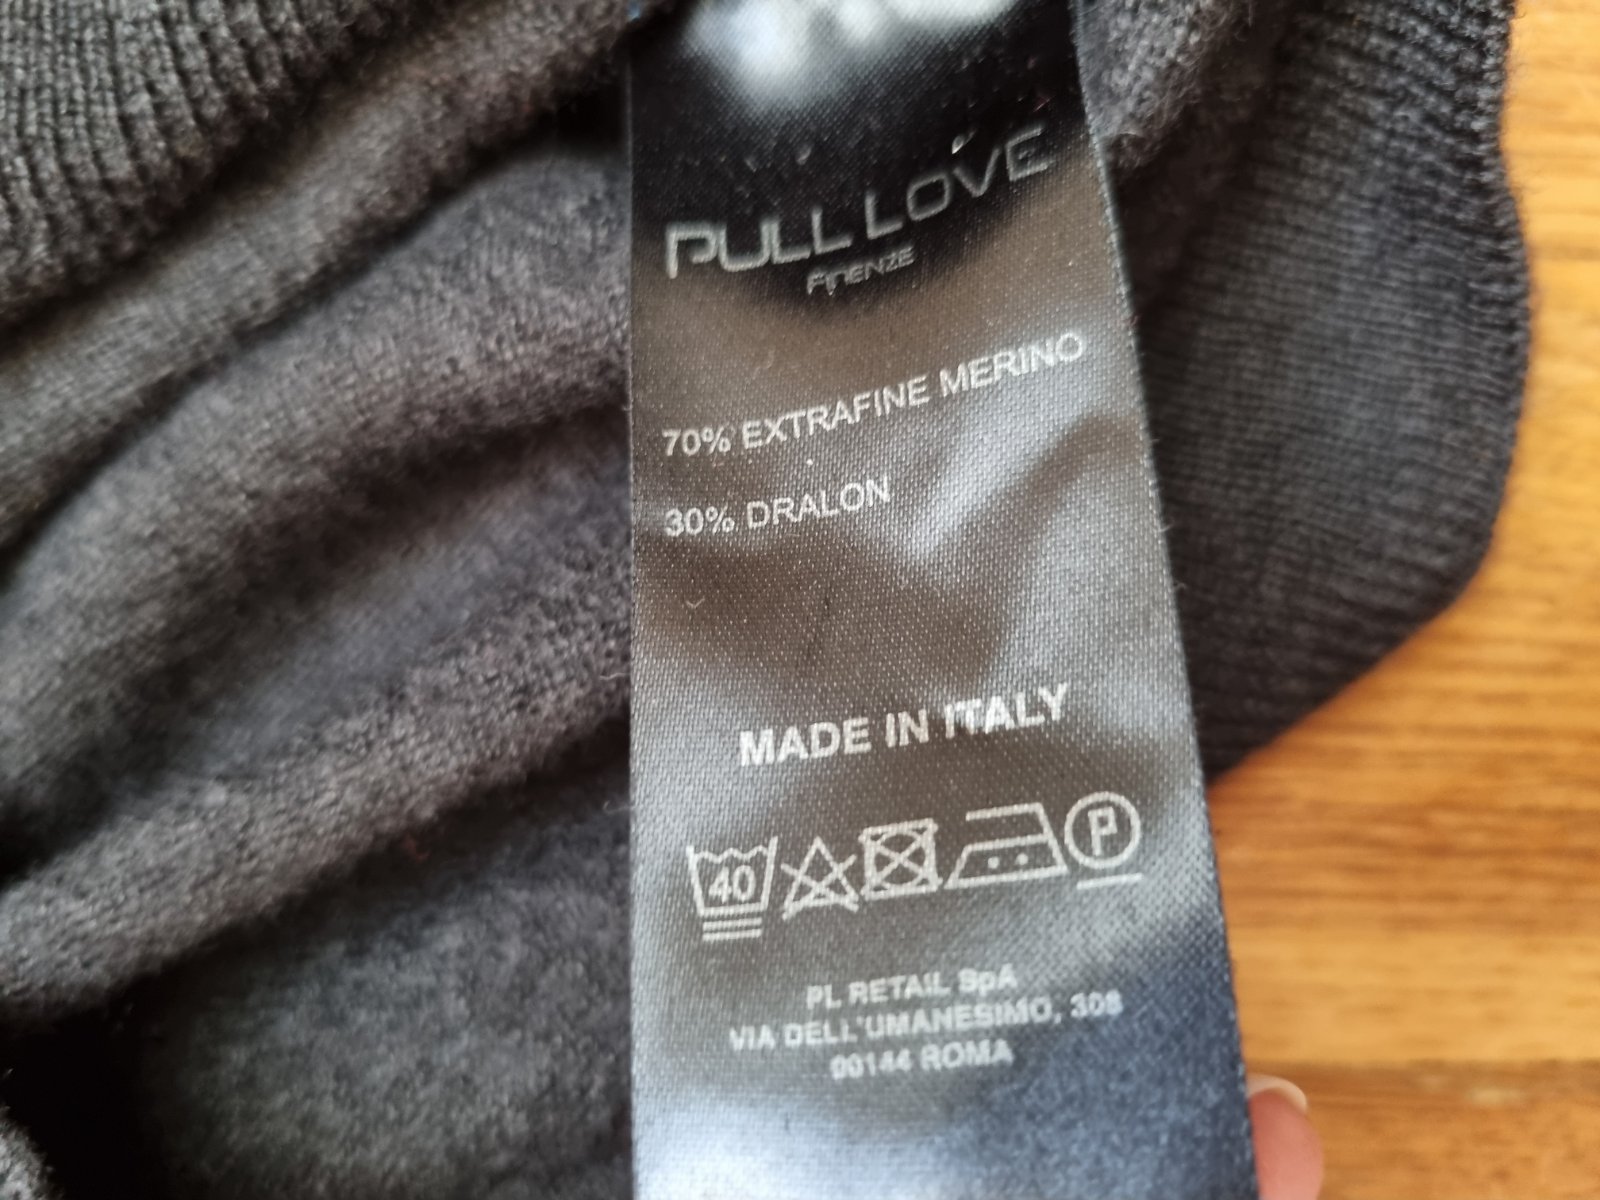 PULL LOVE
FIRENZE
70% EXTRAFINE MERINO
30% DRALON
MADE IN ITALY
40
P
PL RETAIL SpA
VIA DELL'UMANESIMO, 308
00144 ROMA